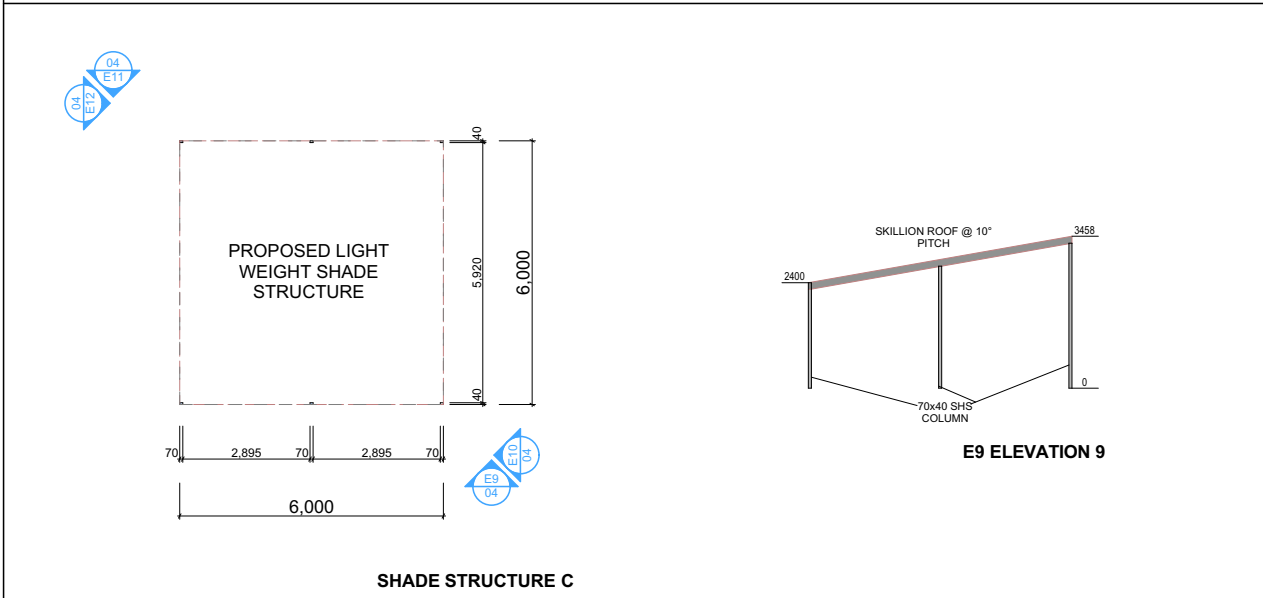 04
E11
04
E12
40
PROPOSED LIGHT
WEIGHT SHADE
STRUCTURE
5,920
6,000
40
70
2,895
70
2,895
70
6,000
E10
04
E9
04
SHADE STRUCTURE C
SKILLION ROOF @ 10°
PITCH
3458
2400
0
70x40 SHS
COLUMN
E9 ELEVATION 9